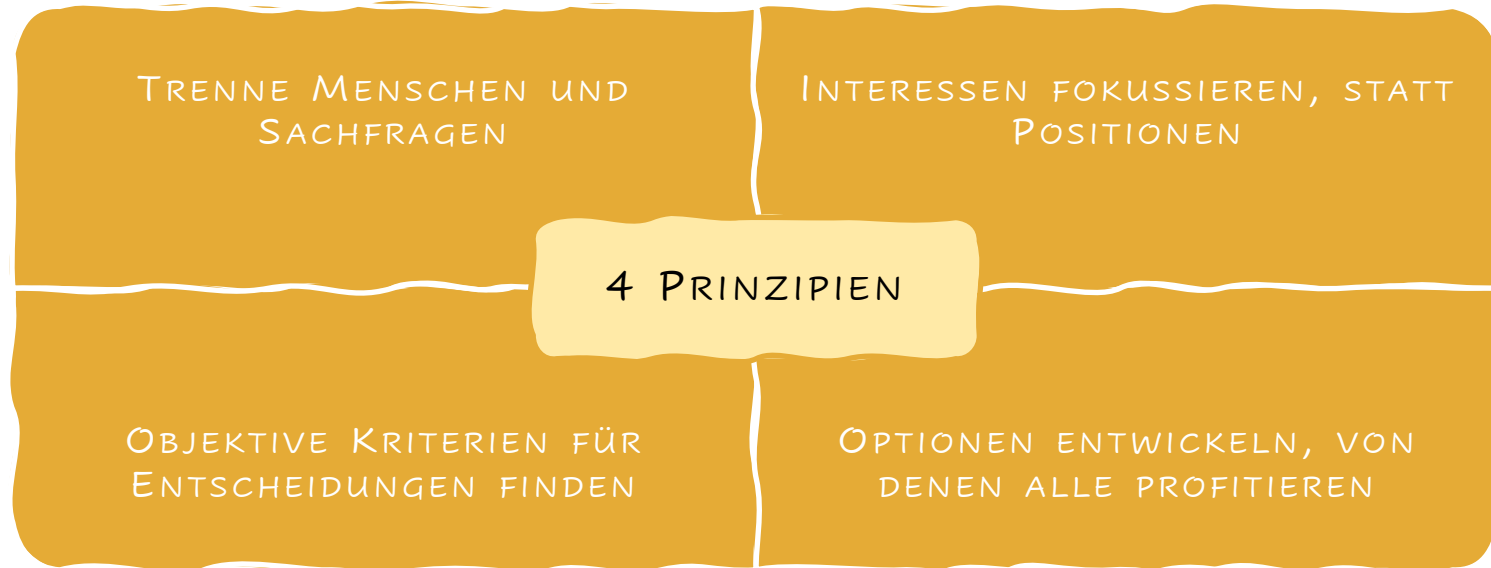 Trenne Menschen und
Sachfragen
Interessen fokussieren, statt
Positionen
4 Prinzipien
Objektive Kriterien für
Entscheidungen finden
Optionen entwickeln, von
denen alle profitieren